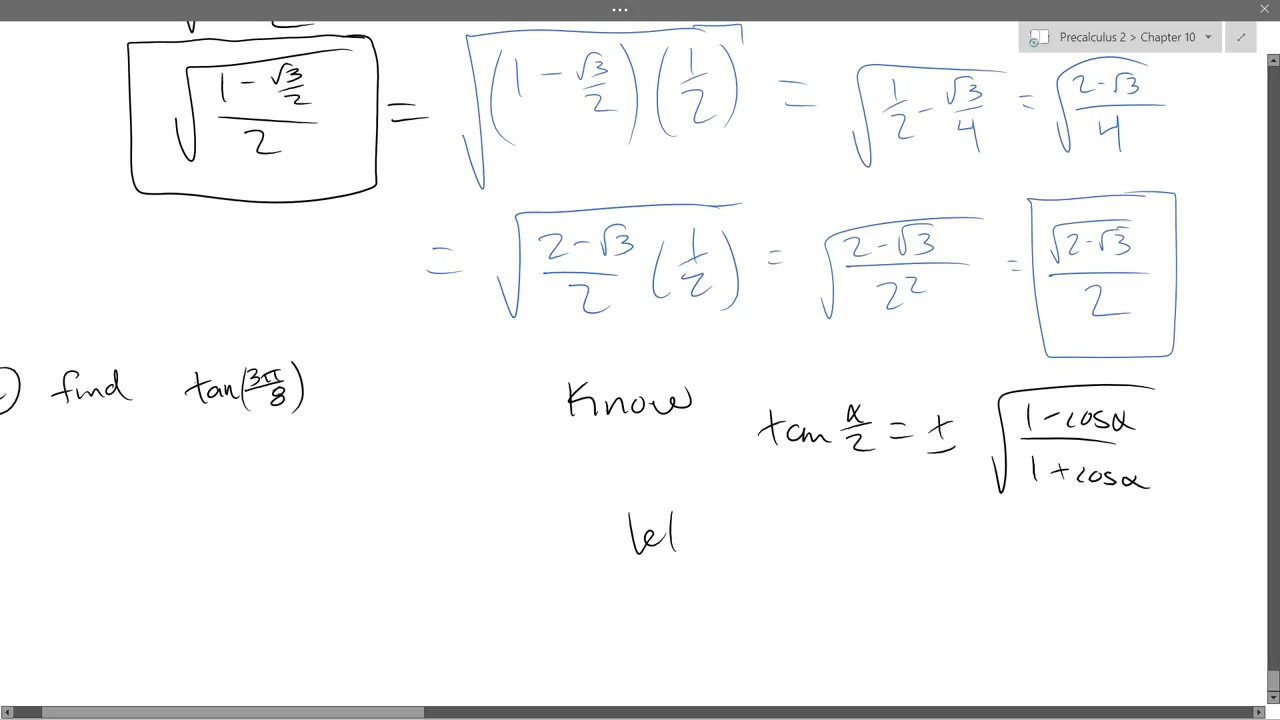 Precalculus 2 > Chapter 10
√((1 - √3/2)/2) = √((1 - √3/2)(1/2)) = √(1/2 - √3/4) = √((2-√3)/4)
= √((2-√3)/2 (1/2)) = √((2-√3)/2²) = √(2-√3)/2
) find tan(3π/8) Know tan α/2 = ± √((1-cosα)/(1+cosα))
let